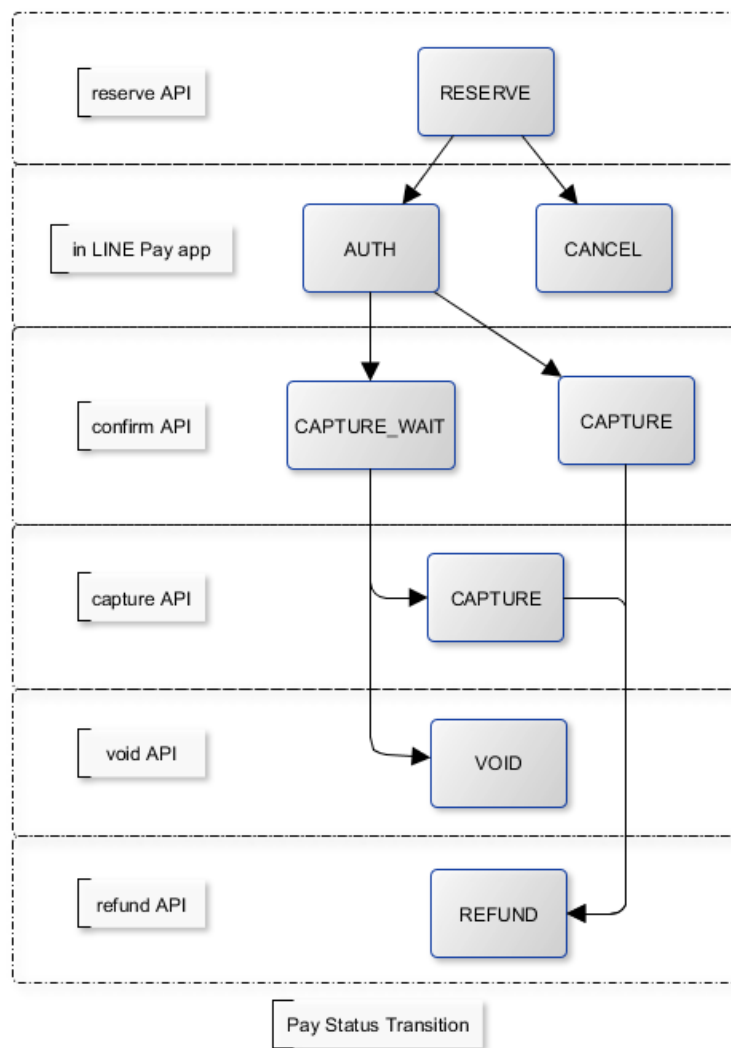 reserve API
RESERVE
in LINE Pay app
AUTH
CANCEL
confirm API
CAPTURE_WAIT
CAPTURE
capture API
CAPTURE
void API
VOID
refund API
REFUND
Pay Status Transition